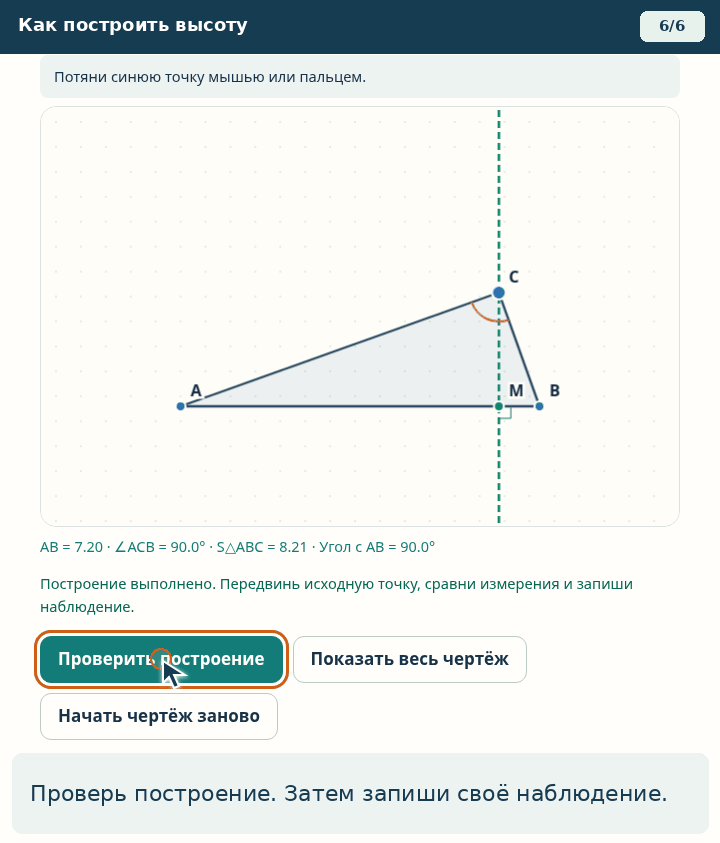 Как построить высоту
6/6
Потяни синюю точку мышью или пальцем.
C
A
M
B
AB = 7.20 · ∠ACB = 90.0° · S△ABC = 8.21 · Угол с AB = 90.0°
Построение выполнено. Передвинь исходную точку, сравни измерения и запиши
наблюдение.
Проверить построение
Показать весь чертёж
Начать чертёж заново
Проверь построение. Затем запиши своё наблюдение.